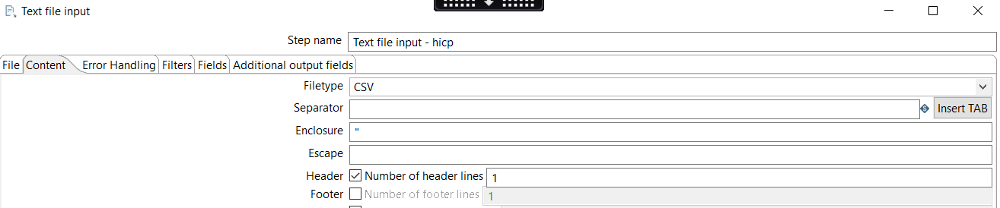 Text file input
Step name Text file input - hicp
File Content Error Handling Filters Fields Additional output fields
Filetype CSV
Separator Insert TAB
Enclosure "
Escape
Header Number of header lines 1
Footer Number of footer lines 1